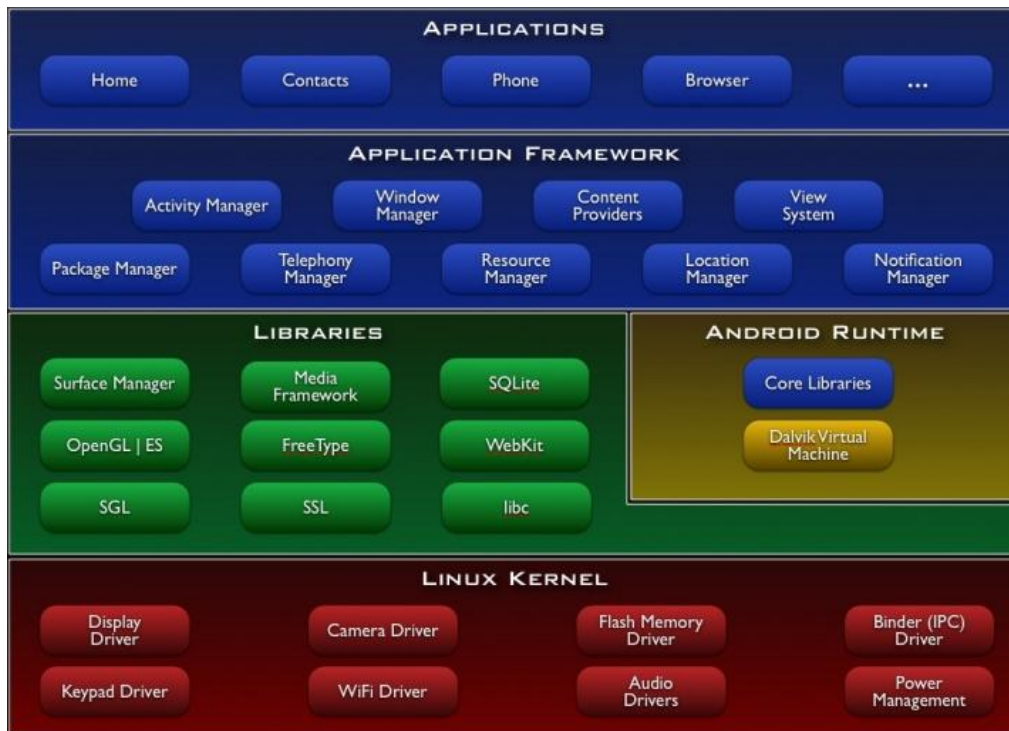 APPLICATIONS
Home
Contacts
Phone
Browser
...
APPLICATION FRAMEWORK
Activity Manager
Window
Manager
Content
Providers
View
System
Package Manager
Telephony
Manager
Resource
Manager
Location
Manager
Notification
Manager
LIBRARIES
Surface Manager
Media
Framework
SQLite
OpenGL | ES
FreeType
WebKit
SGL
SSL
libc
ANDROID RUNTIME
Core Libraries
Dalvik Virtual
Machine
LINUX KERNEL
Display
Driver
Camera Driver
Flash Memory
Driver
Binder (IPC)
Driver
Keypad Driver
WiFi Driver
Audio
Drivers
Power
Management